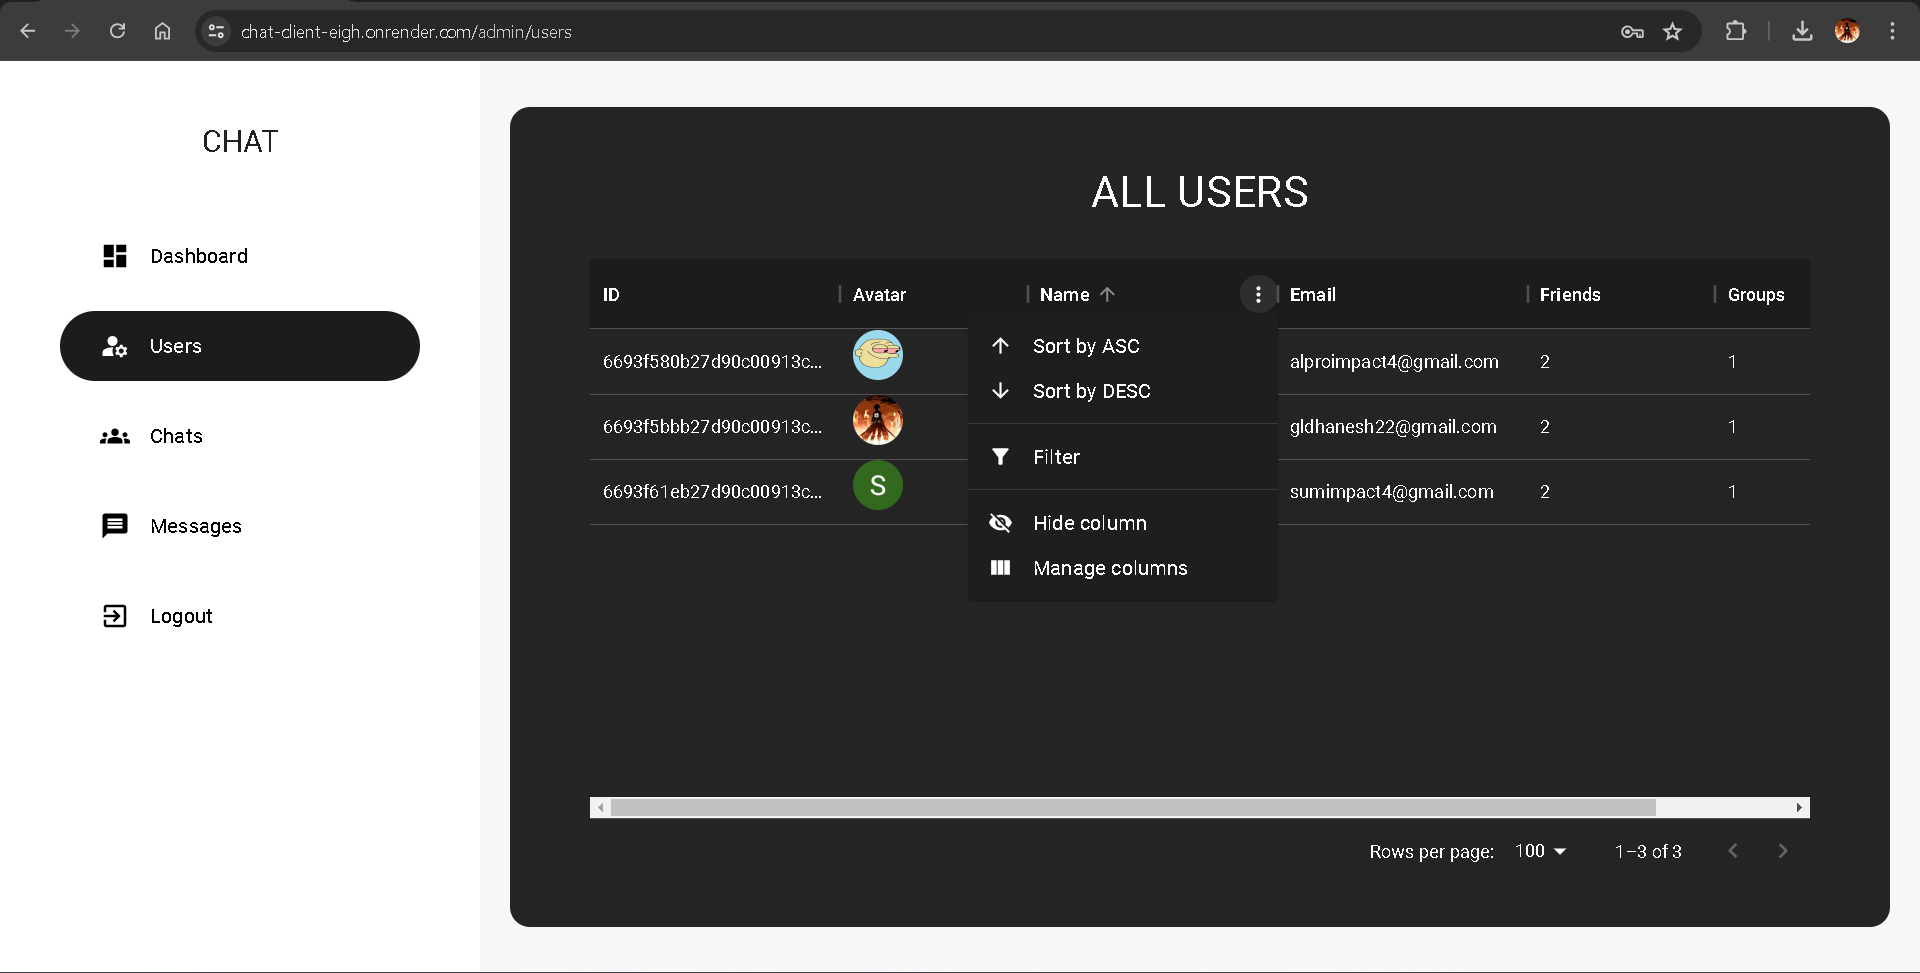 chat-client-eigh.onrender.com/admin/users
CHAT
Dashboard
Users
Chats
Messages
Logout
ALL USERS
ID Avatar Name Email Friends Groups
6693f580b27d90c00913c... alproimpact4@gmail.com 2 1
6693f5bbb27d90c00913c... gldhanesh22@gmail.com 2 1
6693f61eb27d90c00913c... S sumimpact4@gmail.com 2 1
Sort by ASC
Sort by DESC
Filter
Hide column
Manage columns
Rows per page: 100 1–3 of 3